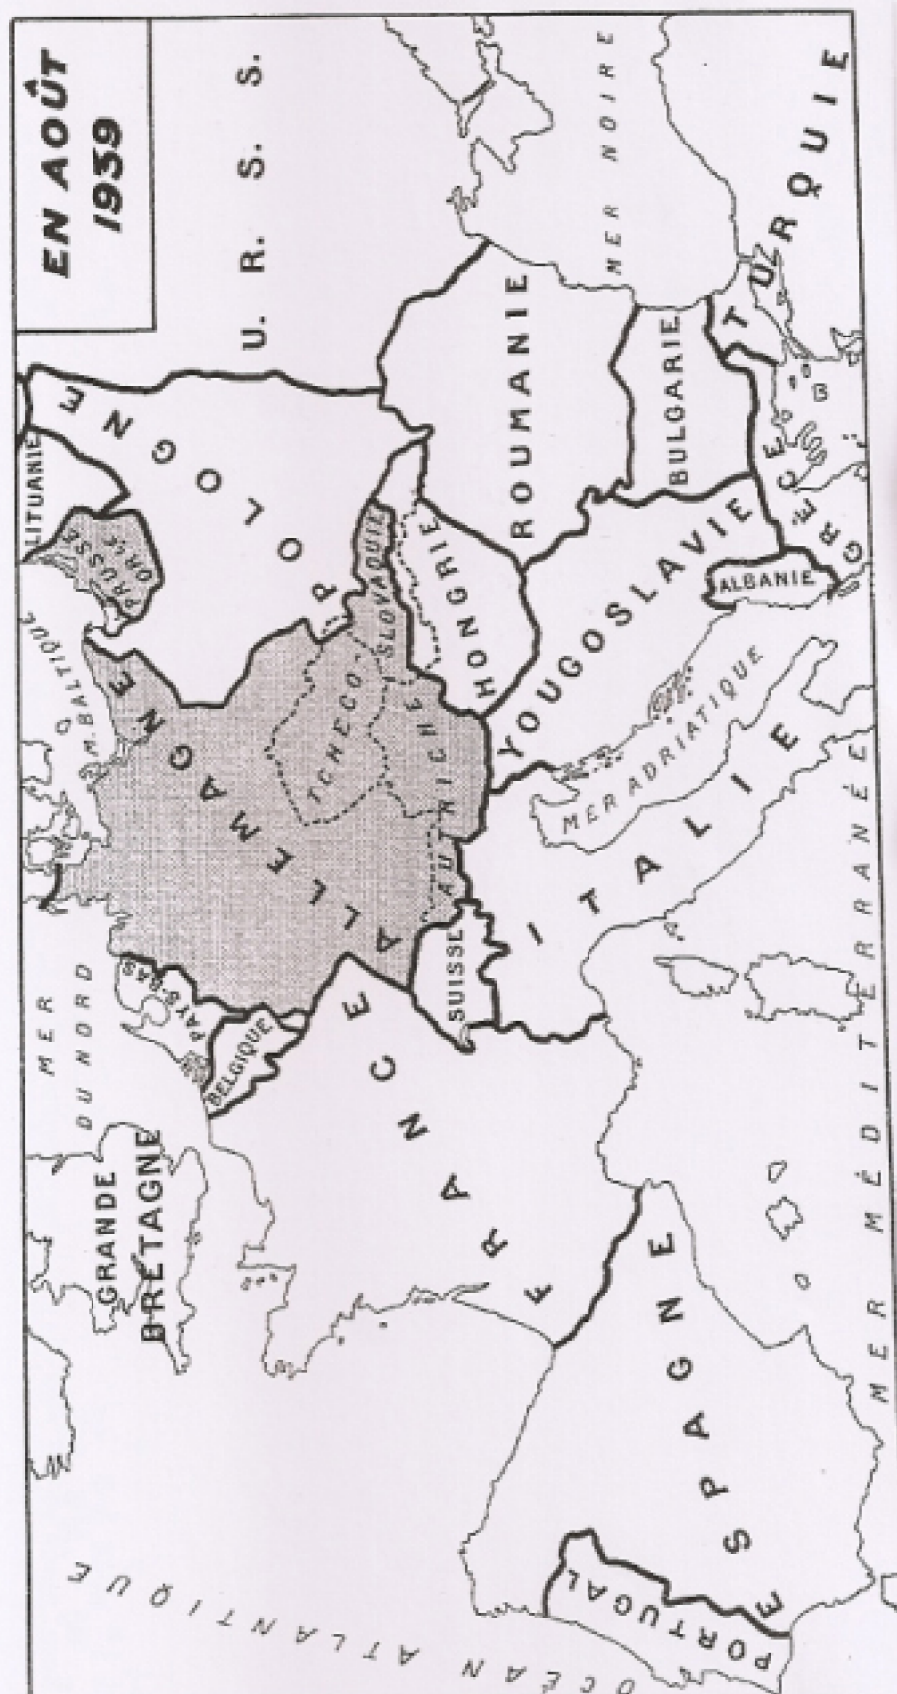 EN AOÛT
1939
U. R. S. S.
LITUANIE
PRUSSE
ORLE
M. BALTIQUE
POLOGNE
ALLEMAGNE
TCHECO-
SLOVAQUIE
AUTRICHE
HONGRIE
ROUMANIE
MER NOIRE
BULGARIE
TURQUIE
GRECE
ALBANIE
YOUGOSLAVIE
MER ADRIATIQUE
ITALIE
SUISSE
FRANCE
BELGIQUE
PAYS-BAS
MER
DU NORD
GRANDE
BRETAGNE
ESPAGNE
PORTUGAL
OCÉAN ATLANTIQUE
MER MÉDITERRANÉE